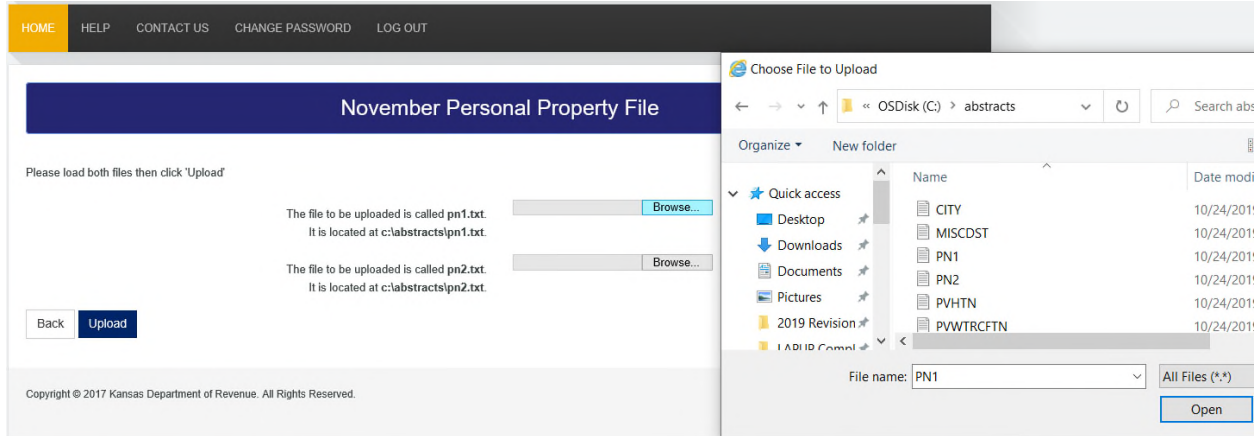 HOME HELP CONTACT US CHANGE PASSWORD LOG OUT
November Personal Property File
Please load both files then click 'Upload'
The file to be uploaded is called pn1.txt.
Browse...
It is located at c:\abstracts\pn1.txt.
The file to be uploaded is called pn2.txt.
Browse...
It is located at c:\abstracts\pn2.txt.
Back Upload
Copyright © 2017 Kansas Department of Revenue. All Rights Reserved.
Choose File to Upload
« OSDisk (C:) > abstracts
Search abs
Organize New folder
Name Date modi
Quick access
Desktop
Downloads
Documents
Pictures
2019 Revision
CITY 10/24/2019
MISCDST 10/24/2019
PN1 10/24/2019
PN2 10/24/2019
PVHTN 10/24/2019
PVWTRCFTN 10/24/2019
File name: PN1 All Files (*.*)
Open